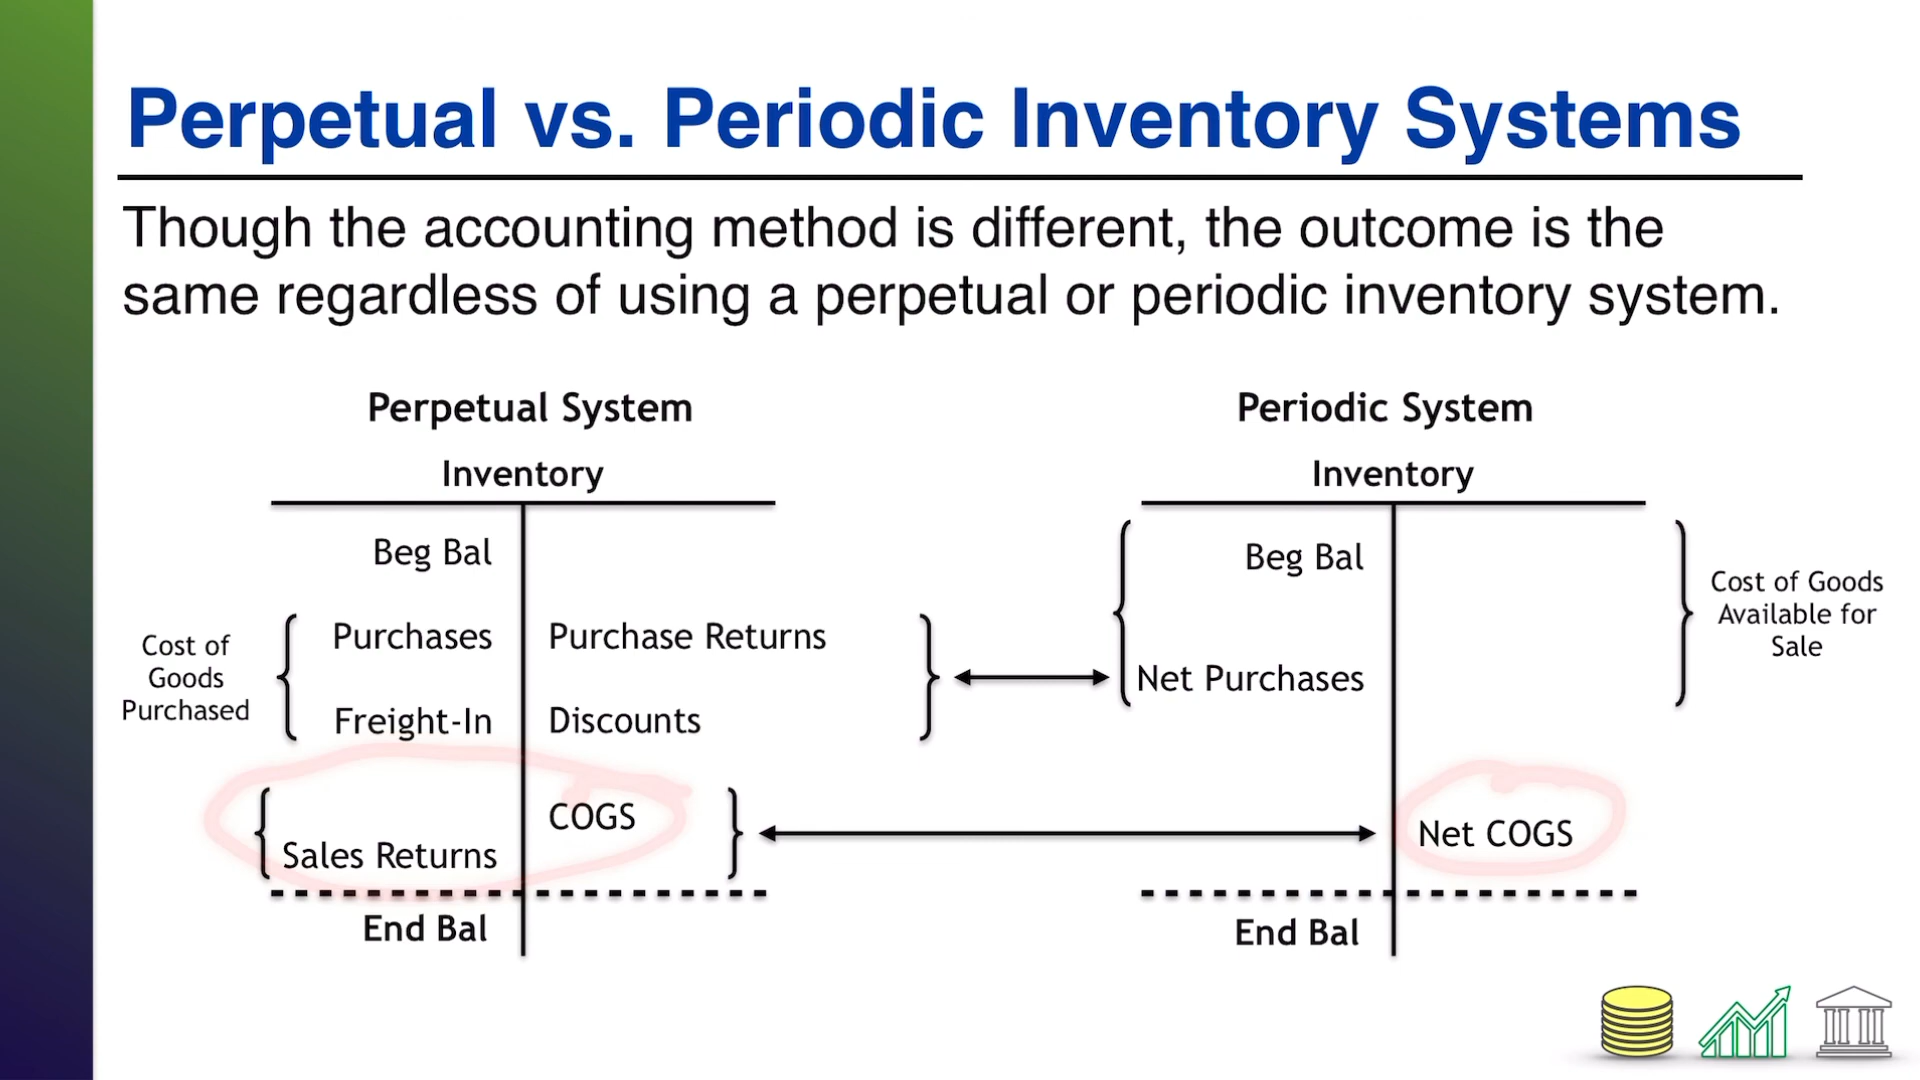 Perpetual vs. Periodic Inventory Systems
Though the accounting method is different, the outcome is the
same regardless of using a perpetual or periodic inventory system.
Perpetual System
Inventory
Beg Bal
Cost of
Goods
Purchased
Purchases
Purchase Returns
Freight-In
Discounts
COGS
Sales Returns
End Bal
Periodic System
Inventory
Beg Bal
Net Purchases
Cost of Goods
Available for
Sale
Net COGS
End Bal